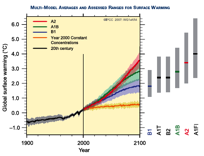 MULTI-MODEL AVERAGES AND ASSESSED RANGES FOR SURFACE WARMING
6.0
5.0
4.0
3.0
2.0
1.0
0.0
-1.0
Global surface warming (°C)
A2
A1B
B1
Year 2000 Constant
Concentrations
20th century
1900
2000
2100
Year
B1
A1T
B2
A1B
A2
A1FI